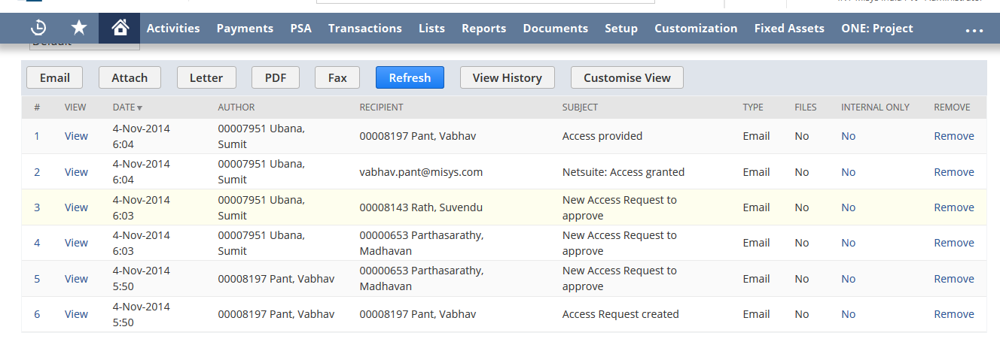 Activities Payments PSA Transactions Lists Reports Documents Setup Customization Fixed Assets ONE: Project ...
Default
Email Attach Letter PDF Fax Refresh View History Customise View
# VIEW DATE AUTHOR RECIPIENT SUBJECT TYPE FILES INTERNAL ONLY REMOVE
4-Nov-2014 00007951 Ubana,
1 View 00008197 Pant, Vabhav Access provided Email No No Remove
6:04 Sumit
4-Nov-2014 00007951 Ubana,
2 View vabhav.pant@misys.com Netsuite: Access granted Email No No Remove
6:04 Sumit
4-Nov-2014 00007951 Ubana, New Access Request to
3 View 00008143 Rath, Suvendu Email No No Remove
6:03 Sumit approve
4-Nov-2014 00007951 Ubana, 00000653 Parthasarathy, New Access Request to
4 View Email No No Remove
6:03 Sumit Madhavan approve
4-Nov-2014 00000653 Parthasarathy, New Access Request to
5 View 00008197 Pant, Vabhav Email No No Remove
5:50 Madhavan approve
4-Nov-2014
6 View 00008197 Pant, Vabhav 00008197 Pant, Vabhav Access Request created Email No No Remove
5:50